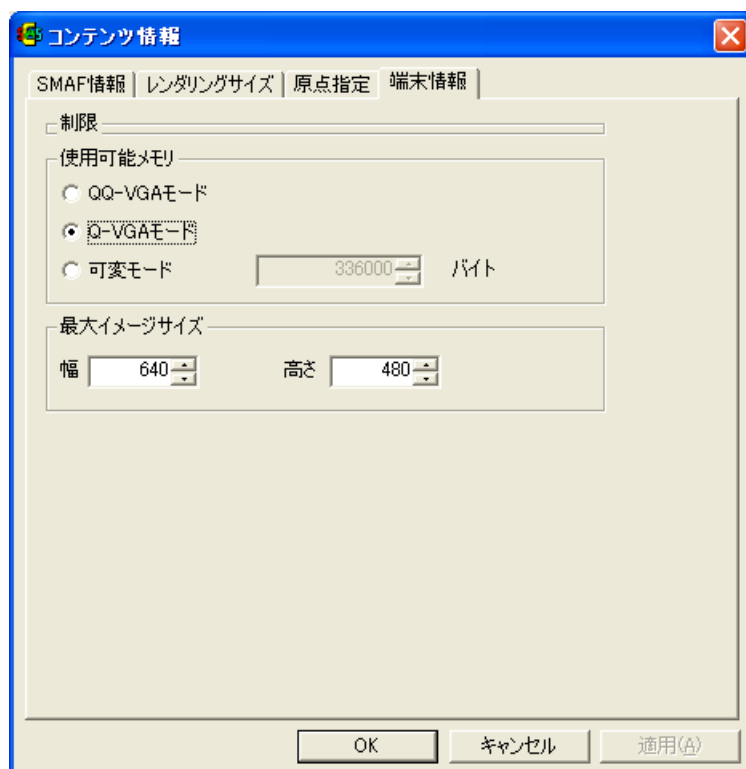 コンテンツ情報
SMAF情報 レンダリングサイズ 原点指定 端末情報
制限
使用可能メモリ
QQ-VGAモード
Q-VGAモード
可変モード 336000 バイト
最大イメージサイズ
幅 640 高さ 480
OK キャンセル 適用(A)